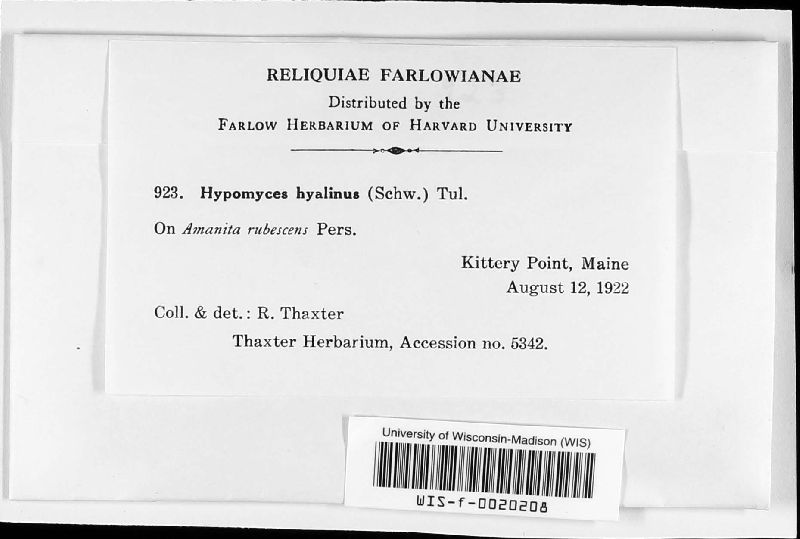 RELIQUIAE FARLOWIANAE
Distributed by the
FARLOW HERBARIUM OF HARVARD UNIVERSITY
923. Hypomyces hyalinus (Schw.) Tul.
On Amanita rubescens Pers.
Kittery Point, Maine
August 12, 1922
Coll. & det.: R. Thaxter
Thaxter Herbarium, Accession no. 5342.
University of Wisconsin-Madison (WIS)
WIS-f-0020208